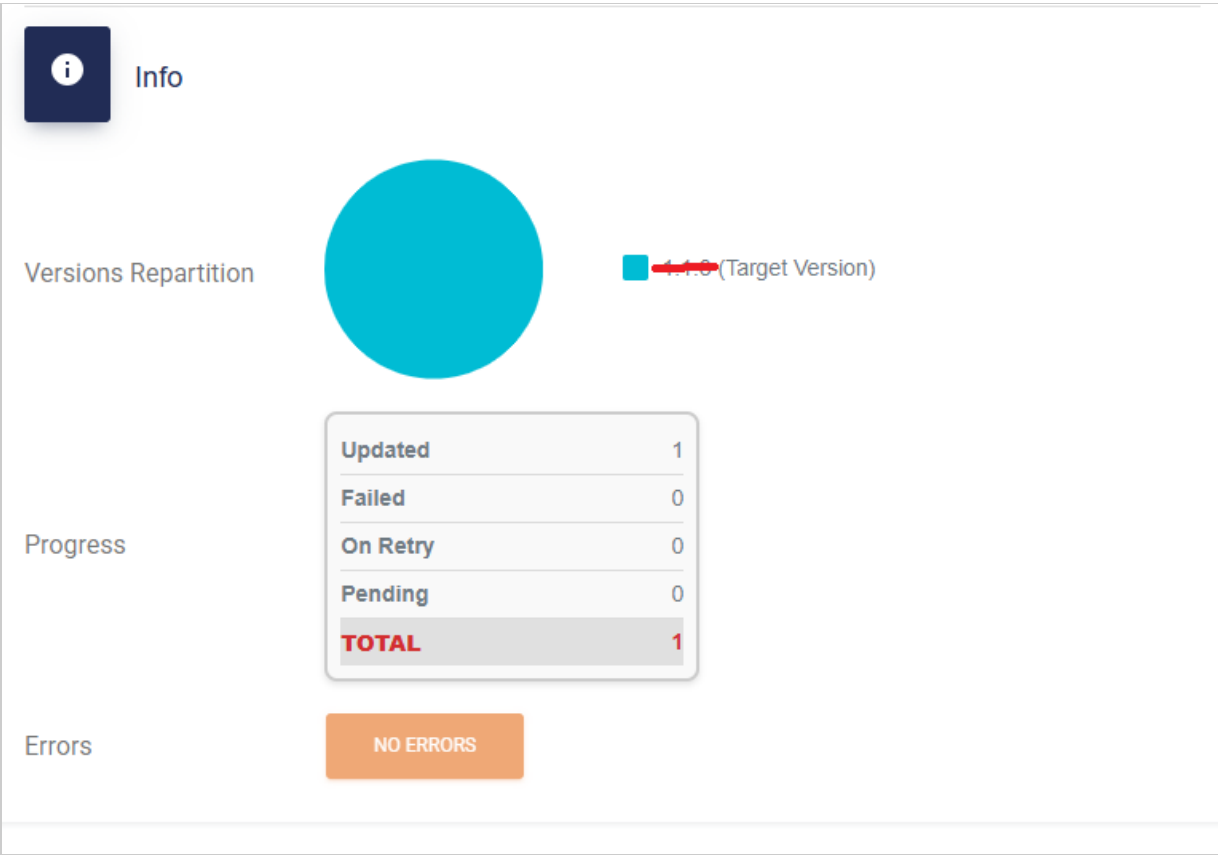 Info
Versions Repartition
(Target Version)
Updated 1
Failed 0
On Retry 0
Pending 0
TOTAL 1
Progress
Errors
NO ERRORS